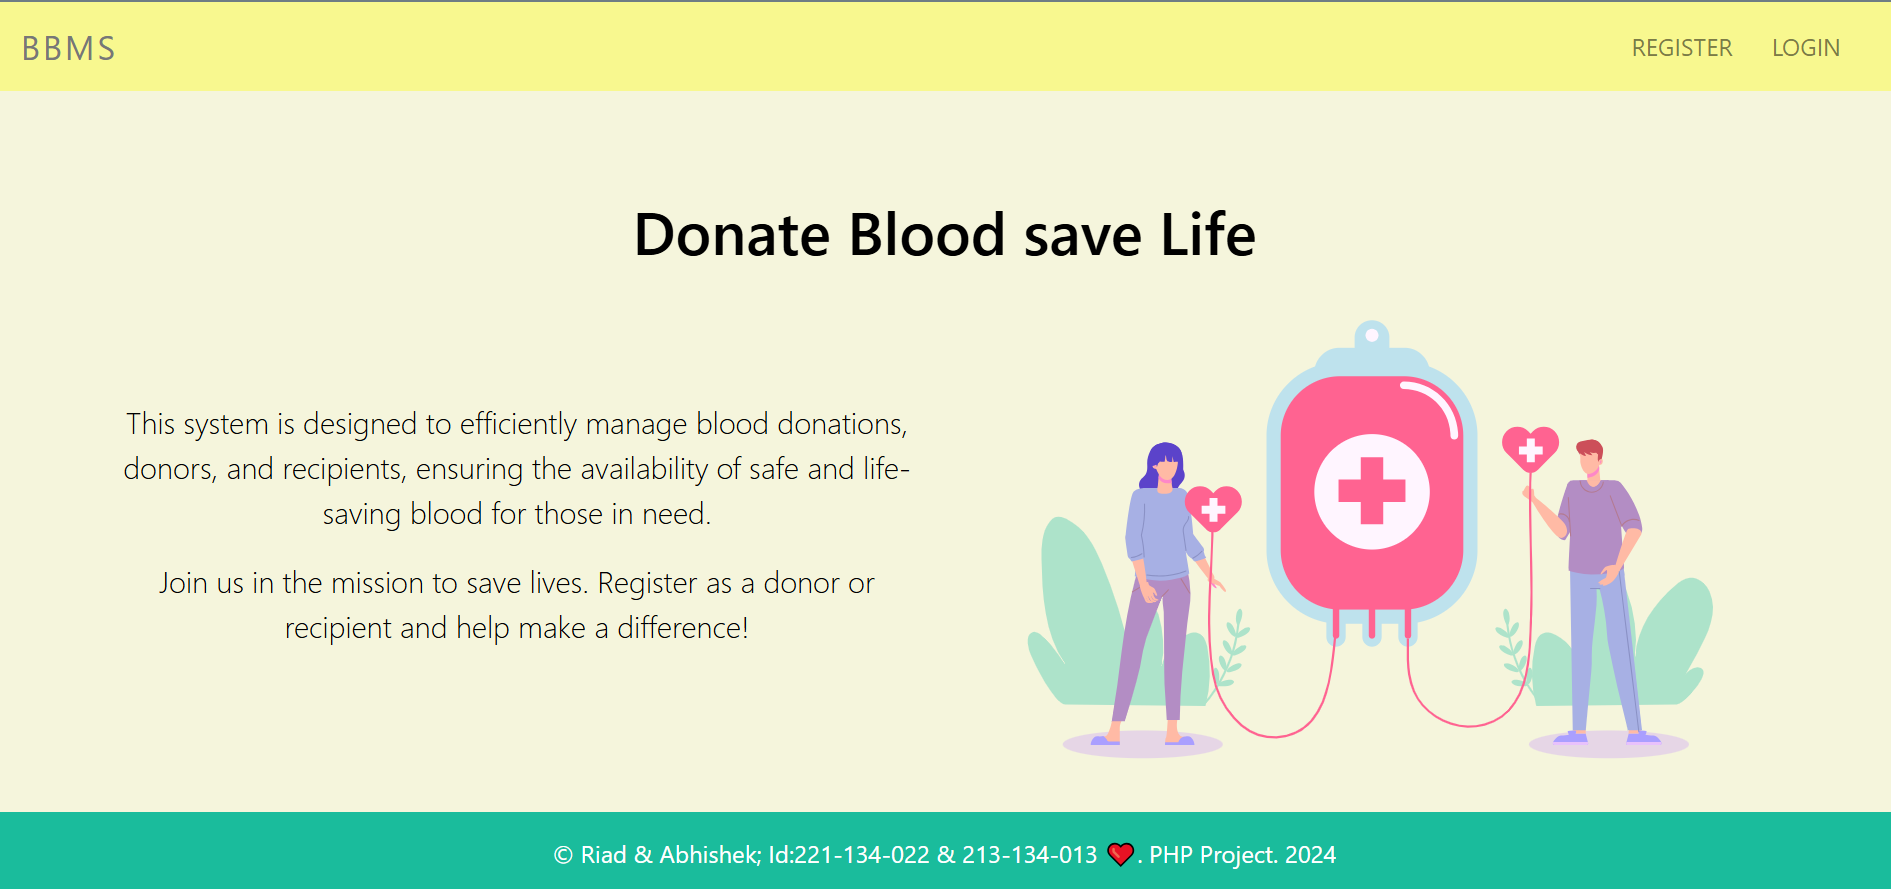 BBMS
REGISTER LOGIN
Donate Blood save Life
This system is designed to efficiently manage blood donations,
donors, and recipients, ensuring the availability of safe and life-
saving blood for those in need.
Join us in the mission to save lives. Register as a donor or
recipient and help make a difference!
© Riad & Abhishek; Id:221-134-022 & 213-134-013 ❤️. PHP Project. 2024